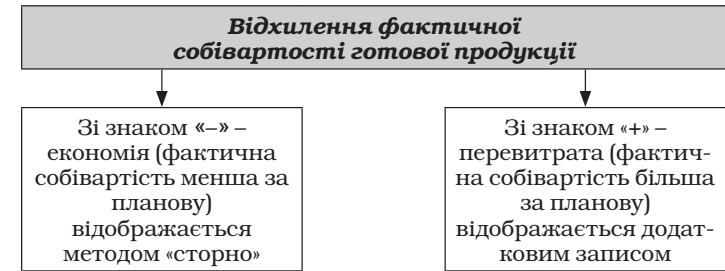 Відхилення фактичної
собівартості готової продукції
Зі знаком «–» –
економія (фактична
собівартість менша за
планову)
відображається
методом «сторно»
Зі знаком «+» –
перевитрата (фактич-
на собівартість більша
за планову)
відображається додат-
ковим записом